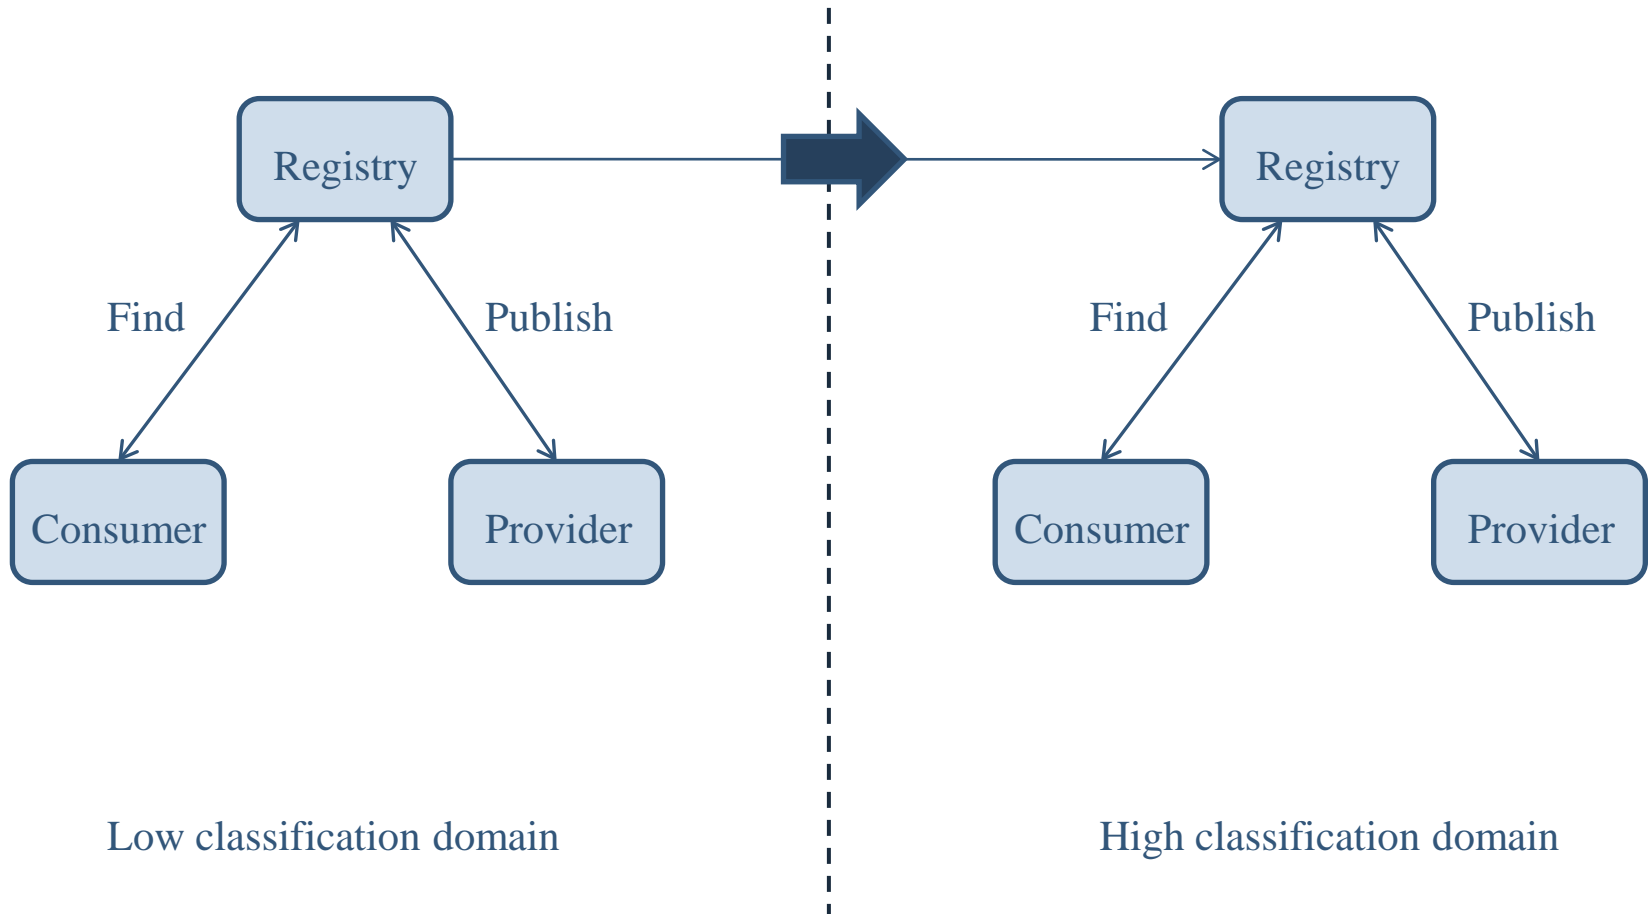 Registry
Registry
Find
Publish
Find
Publish
Consumer
Provider
Consumer
Provider
Low classification domain
High classification domain